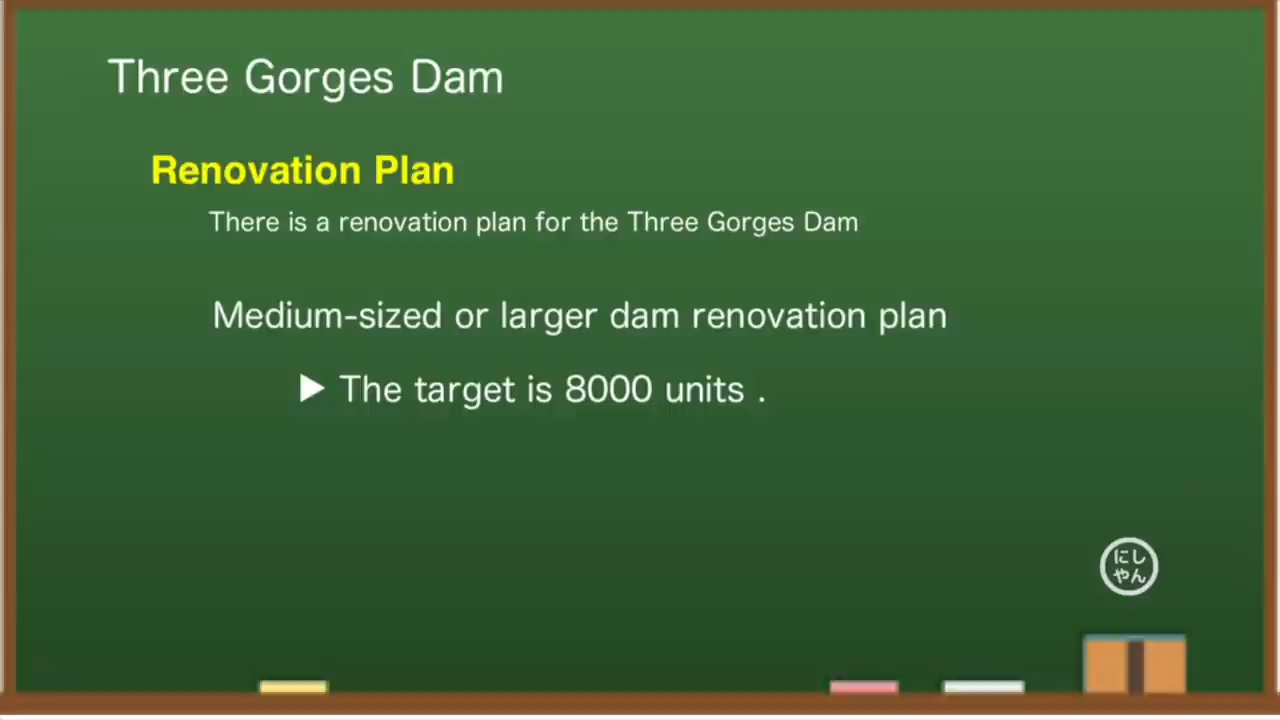 Three Gorges Dam
Renovation Plan
There is a renovation plan for the Three Gorges Dam
Medium-sized or larger dam renovation plan
▶ The target is 8000 units .
にし
やん